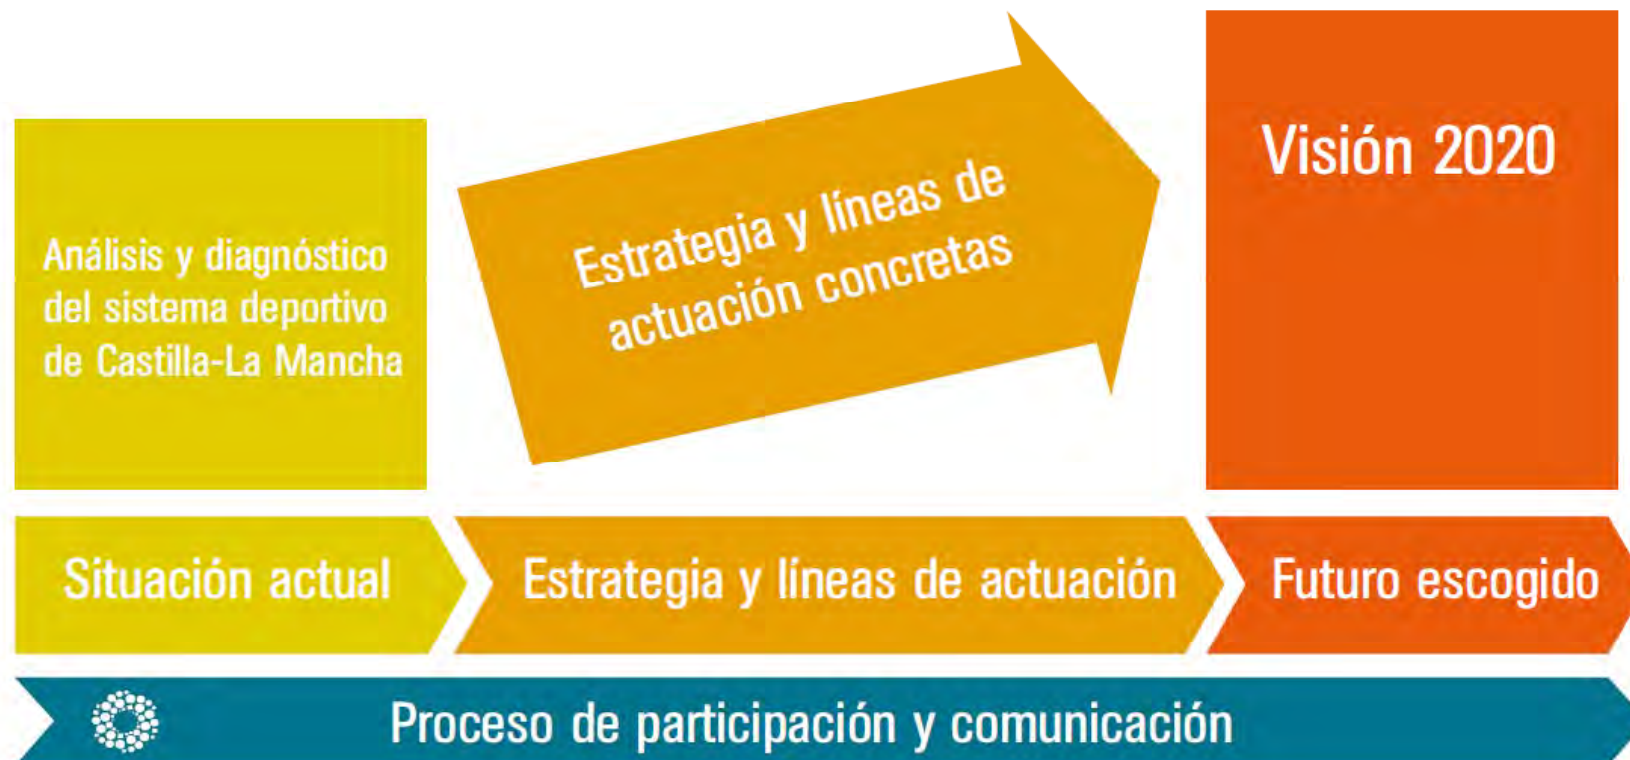 Análisis y diagnóstico
del sistema deportivo
de Castilla-La Mancha
Estrategia y líneas de
actuación concretas
Visión 2020
Situación actual
Estrategia y líneas de actuación
Futuro escogido
Proceso de participación y comunicación